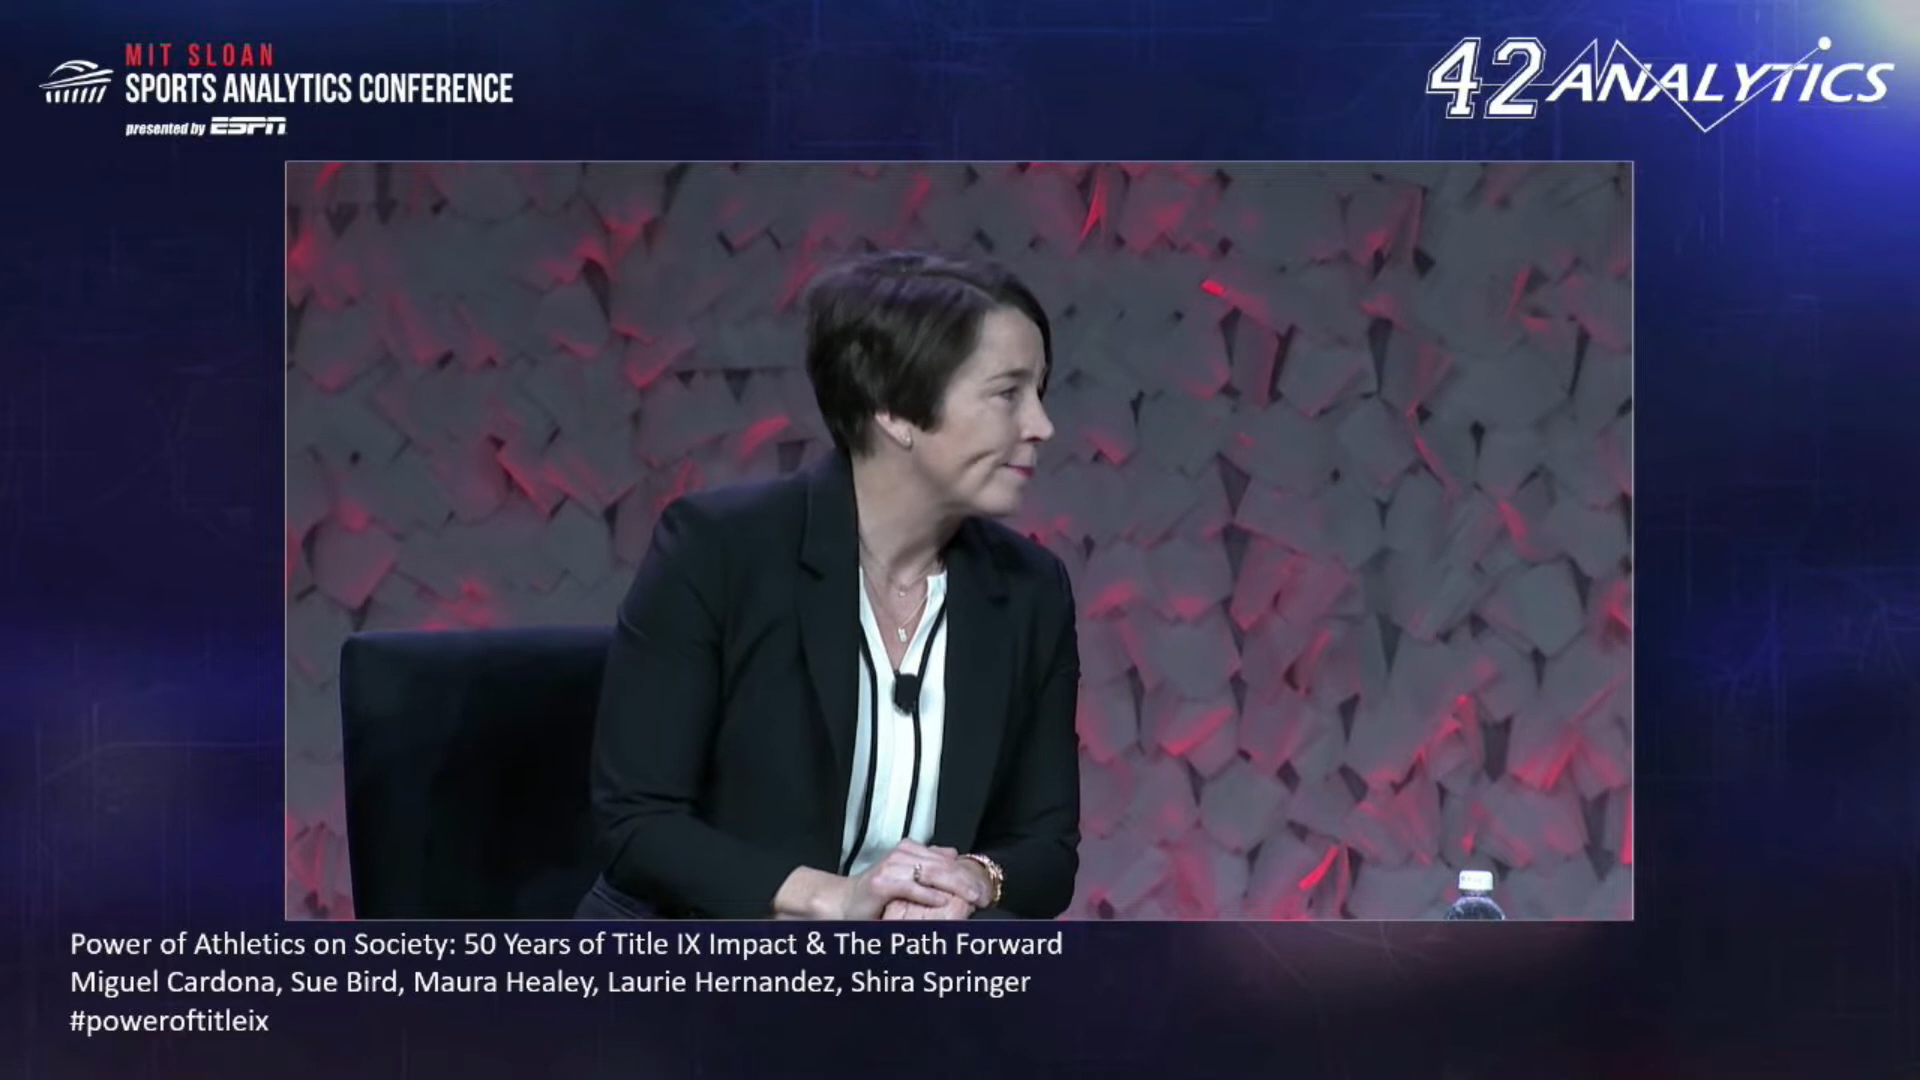 MIT SLOAN
SPORTS ANALYTICS CONFERENCE
presented by ESPN
42 ANALYTICS
Power of Athletics on Society: 50 Years of Title IX Impact & The Path Forward
Miguel Cardona, Sue Bird, Maura Healey, Laurie Hernandez, Shira Springer
#poweroftitleix